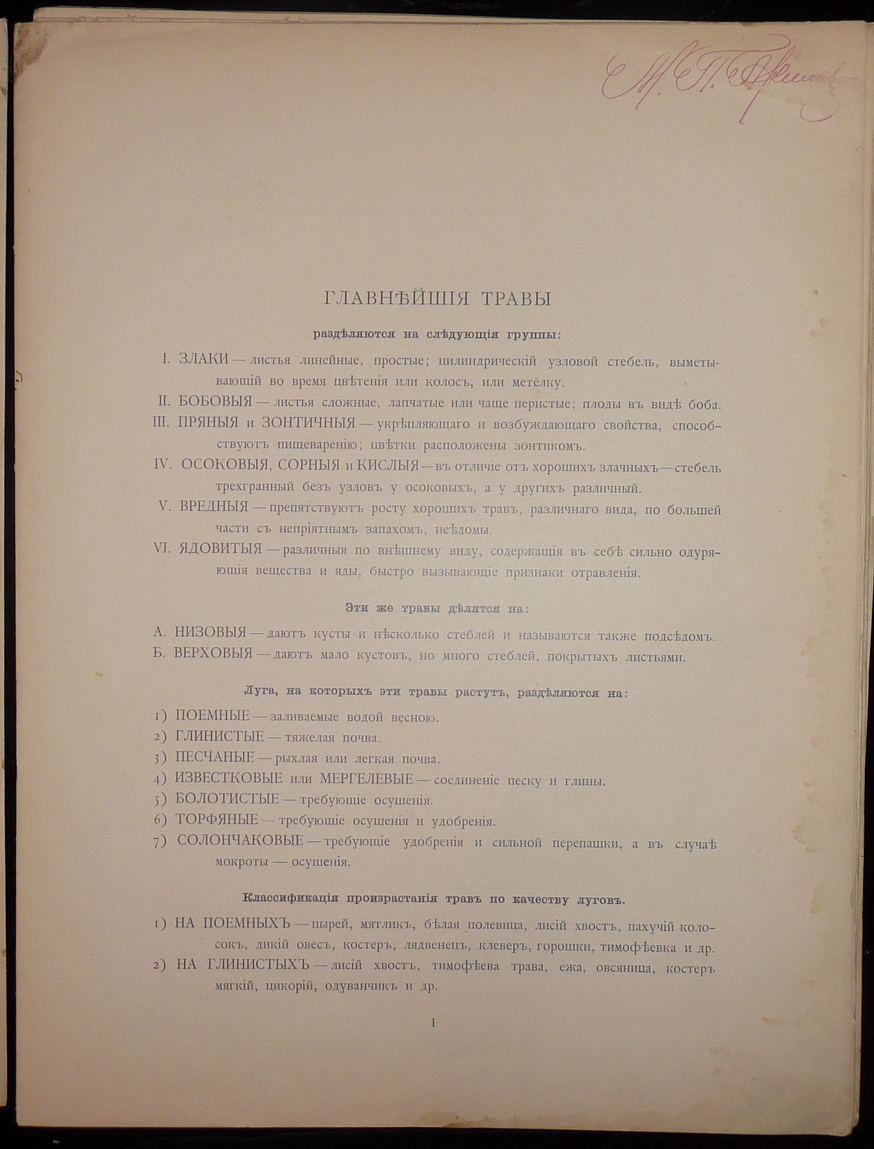 М. П.
ГЛАВНѢЙШІЯ ТРАВЫ
раздѣляются на слѣдующія группы:
I. ЗЛАКИ — листья линейные, простые; цилиндрическій узловой стебель, выметы-
вающій во время цвѣтенія или колосъ, или метёлку.
II. БОБОВЫЯ — листья сложные, лапчатые или чаще перистые; плоды въ видѣ боба.
III. ПРЯНЫЯ и ЗОНТИЧНЫЯ — укрѣпляющаго и возбуждающаго свойства, способ-
ствуютъ пищеваренію; цвѣтки расположены зонтикомъ.
IV. ОСОКОВЫЯ, СОРНЫЯ и КИСЛЫЯ — въ отличіе отъ хорошихъ злачныхъ — стебель
трехгранный безъ узловъ у осоковыхъ, а у другихъ различный.
V. ВРЕДНЫЯ — препятствуютъ росту хорошихъ травъ, различнаго вида, по большей
части съ непріятнымъ запахомъ, неѣдомы.
VI. ЯДОВИТЫЯ — различныя по внѣшнему виду, содержащія въ себѣ сильно одуря-
ющія вещества и яды, быстро вызывающіе признаки отравленія.
Эти же травы дѣлятся на:
А. НИЗОВЫЯ — даютъ кусты и нѣсколько стеблей и называются также подсѣдомъ.
Б. ВЕРХОВЫЯ — даютъ мало кустовъ, но много стеблей, покрытыхъ листьями.
Луга, на которыхъ эти травы растутъ, раздѣляются на:
1) ПОЕМНЫЕ — заливаемые водой весною.
2) ГЛИНИСТЫЕ — тяжелая почва.
3) ПЕСЧАНЫЕ — рыхлая или легкая почва.
4) ИЗВЕСТКОВЫЕ или МЕРГЕЛЕВЫЕ — соединеніе песку и глины.
5) БОЛОТИСТЫЕ — требующіе осушенія.
6) ТОРФЯНЫЕ — требующіе осушенія и удобренія.
7) СОЛОНЧАКОВЫЕ — требующіе удобренія и сильной перепашки, а въ случаѣ
мокроты — осушенія.
Классификація произрастанія травъ по качеству луговъ.
1) НА ПОЕМНЫХЪ — пырей, мятликъ, бѣлая полевица, лисій хвостъ, пахучій коло-
сокъ, дикій овесъ, костеръ, лядвенецъ, клеверъ, горошки, тимофѣевка и др.
2) НА ГЛИНИСТЫХЪ — лисій хвостъ, тимофѣева трава, ежа, овсяница, костеръ
мягкій, цикорій, одуванчикъ и др.
I